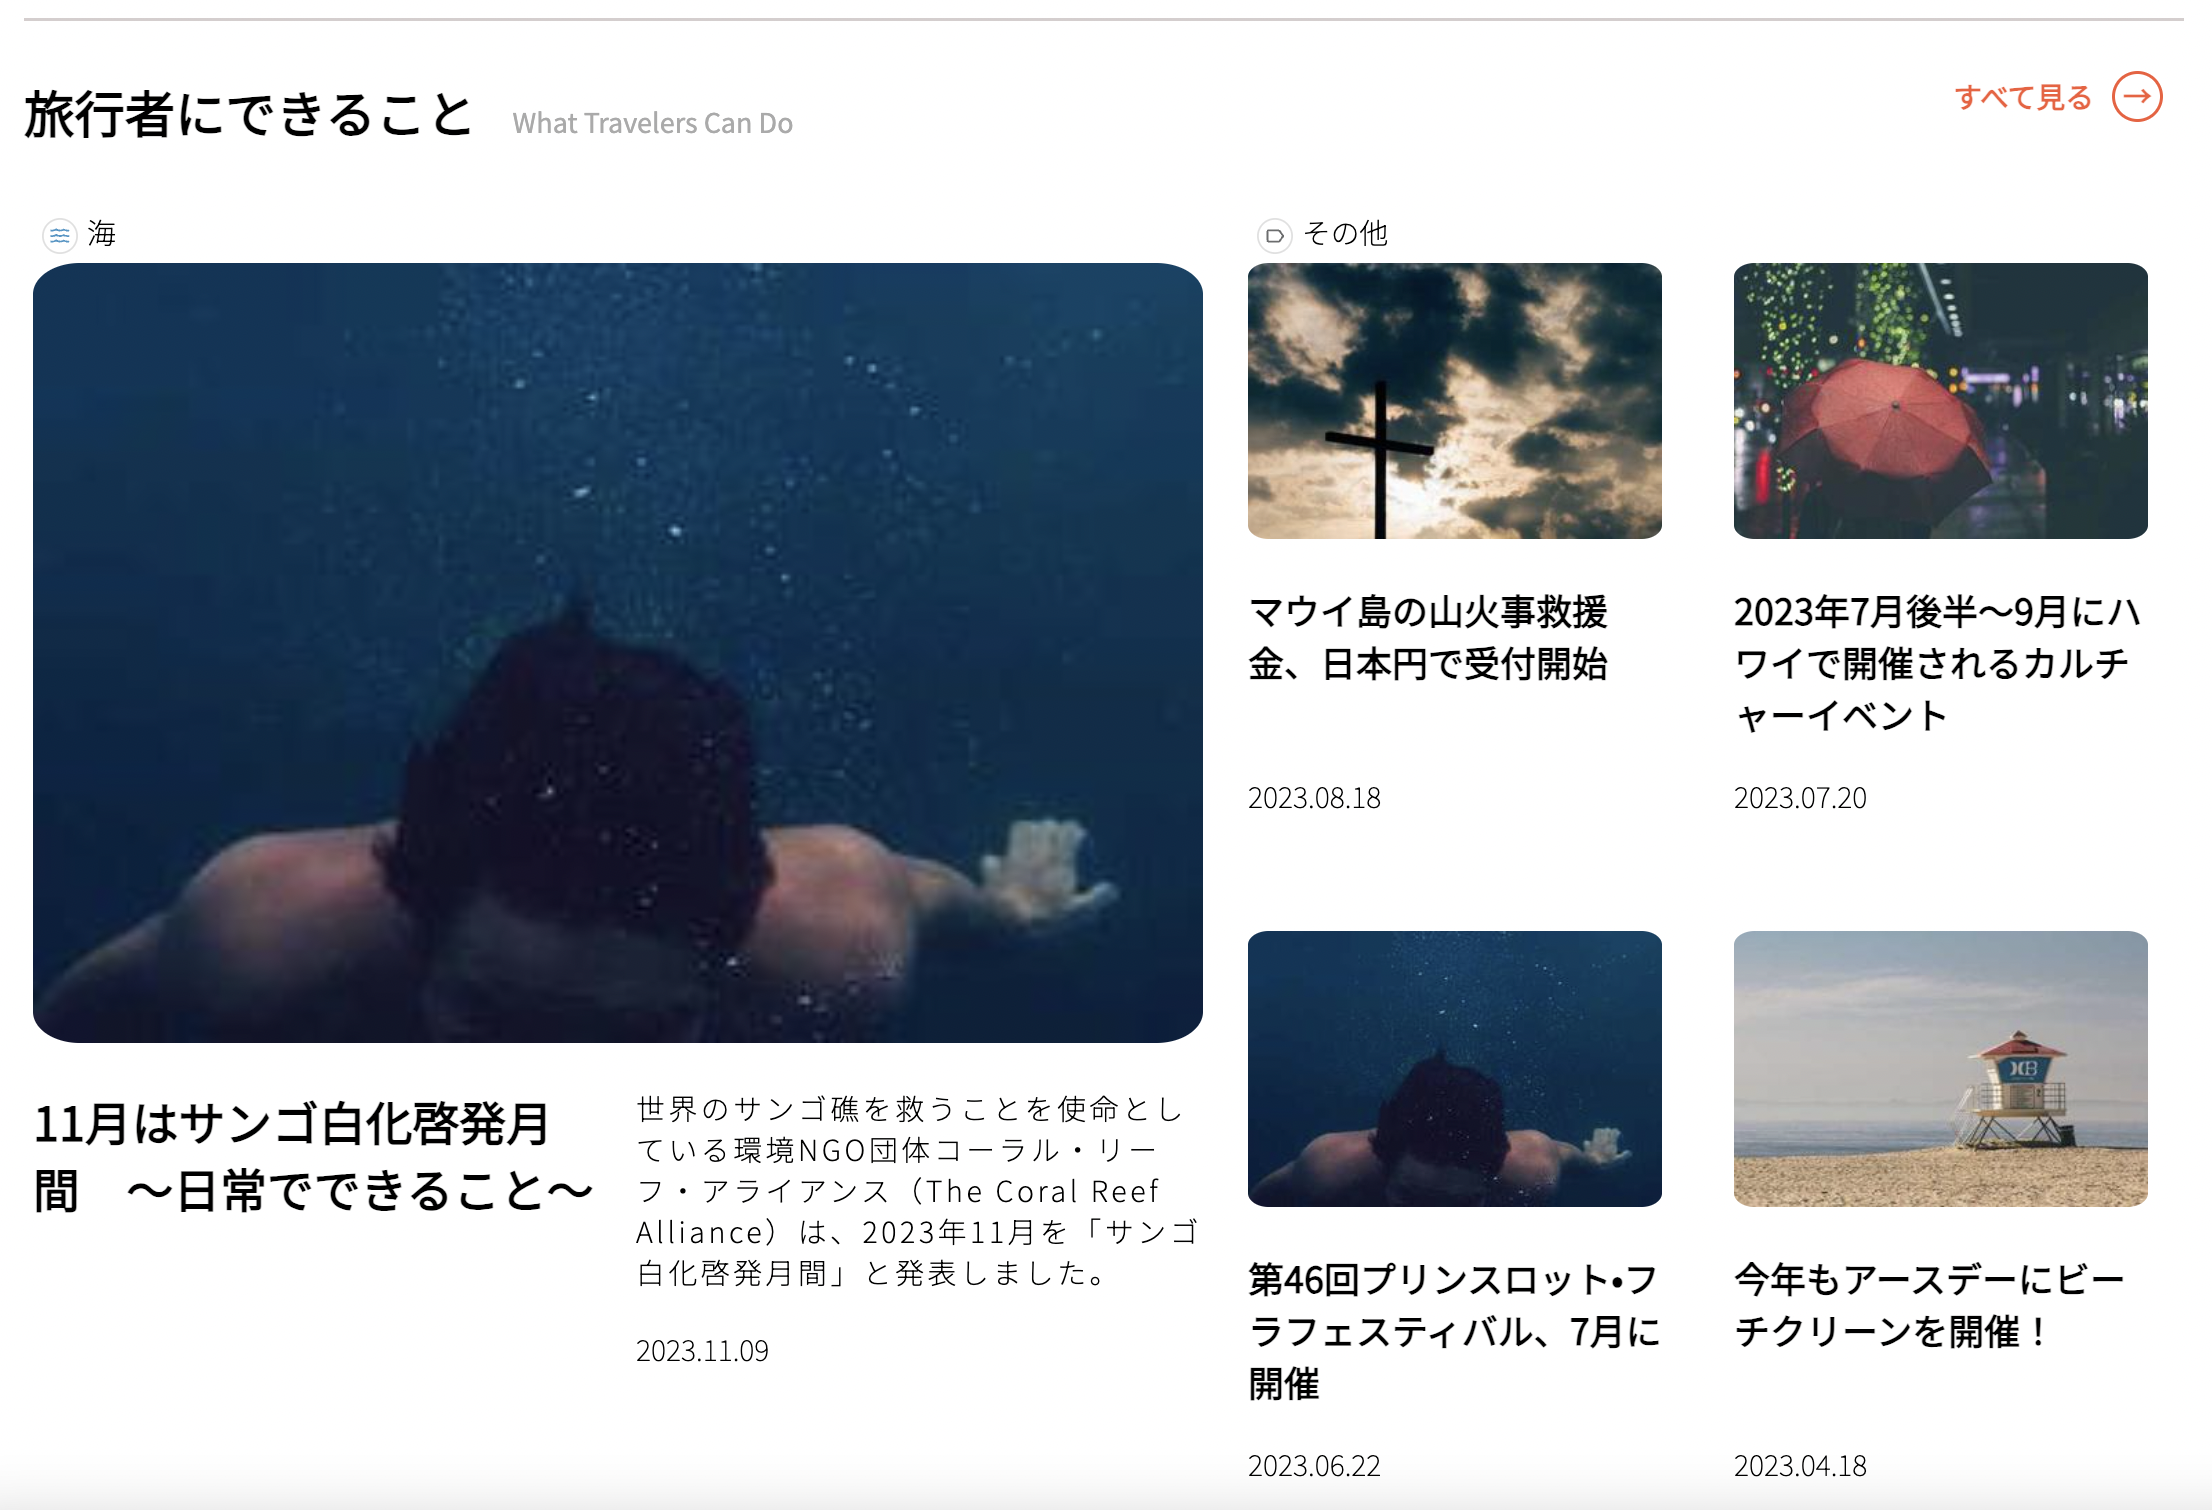 旅行者にできること What Travelers Can Do
すべて見る
海
11月はサンゴ白化啓発月
間　〜日常でできること〜
世界のサンゴ礁を救うことを使命とし
ている環境NGO団体コーラル・リー
フ・アライアンス（The Coral Reef
Alliance）は、2023年11月を「サンゴ
白化啓発月間」と発表しました。
2023.11.09
その他
マウイ島の山火事救援
金、日本円で受付開始
2023.08.18
2023年7月後半〜9月にハ
ワイで開催されるカルチ
ャーイベント
2023.07.20
第46回プリンスロット•フ
ラフェスティバル、7月に
開催
2023.06.22
今年もアースデーにビー
チクリーンを開催！
2023.04.18